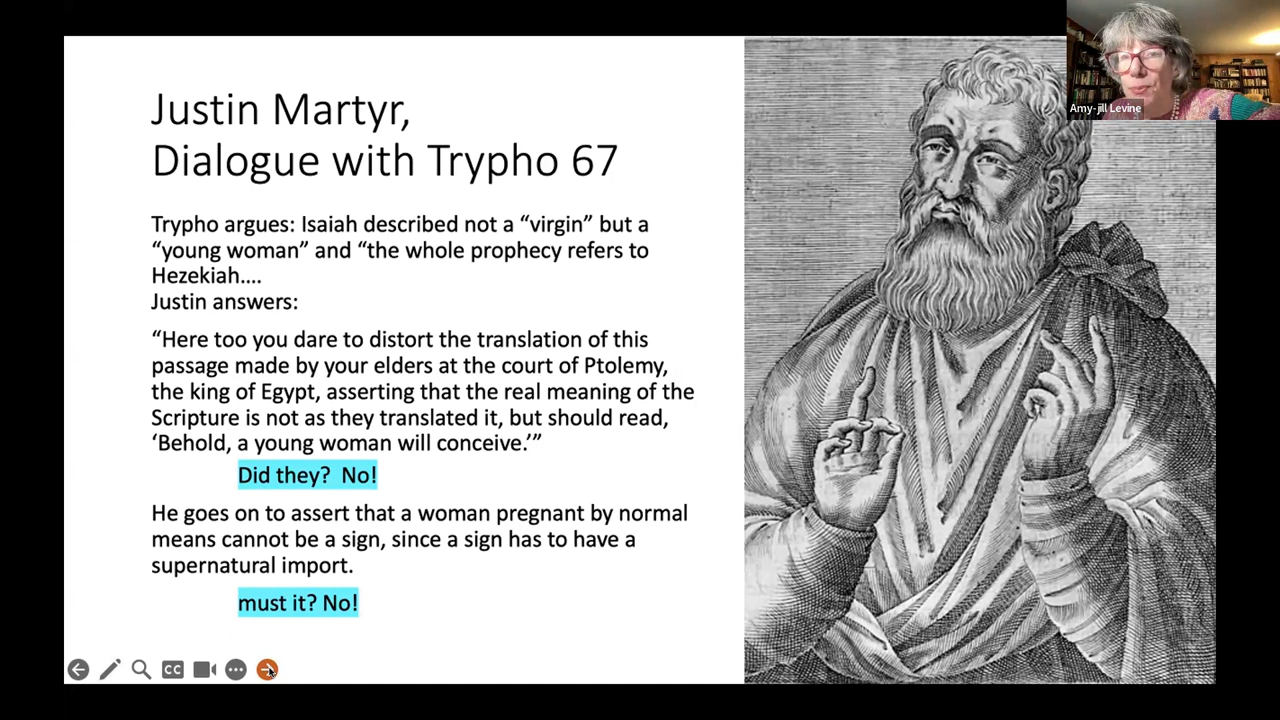 Justin Martyr,
Dialogue with Trypho 67
Trypho argues: Isaiah described not a “virgin” but a
“young woman” and “the whole prophecy refers to
Hezekiah....
Justin answers:
“Here too you dare to distort the translation of this
passage made by your elders at the court of Ptolemy,
the king of Egypt, asserting that the real meaning of the
Scripture is not as they translated it, but should read,
‘Behold, a young woman will conceive.’”
Did they?  No!
He goes on to assert that a woman pregnant by normal
means cannot be a sign, since a sign has to have a
supernatural import.
must it? No!
CC
Amy-jill Levine